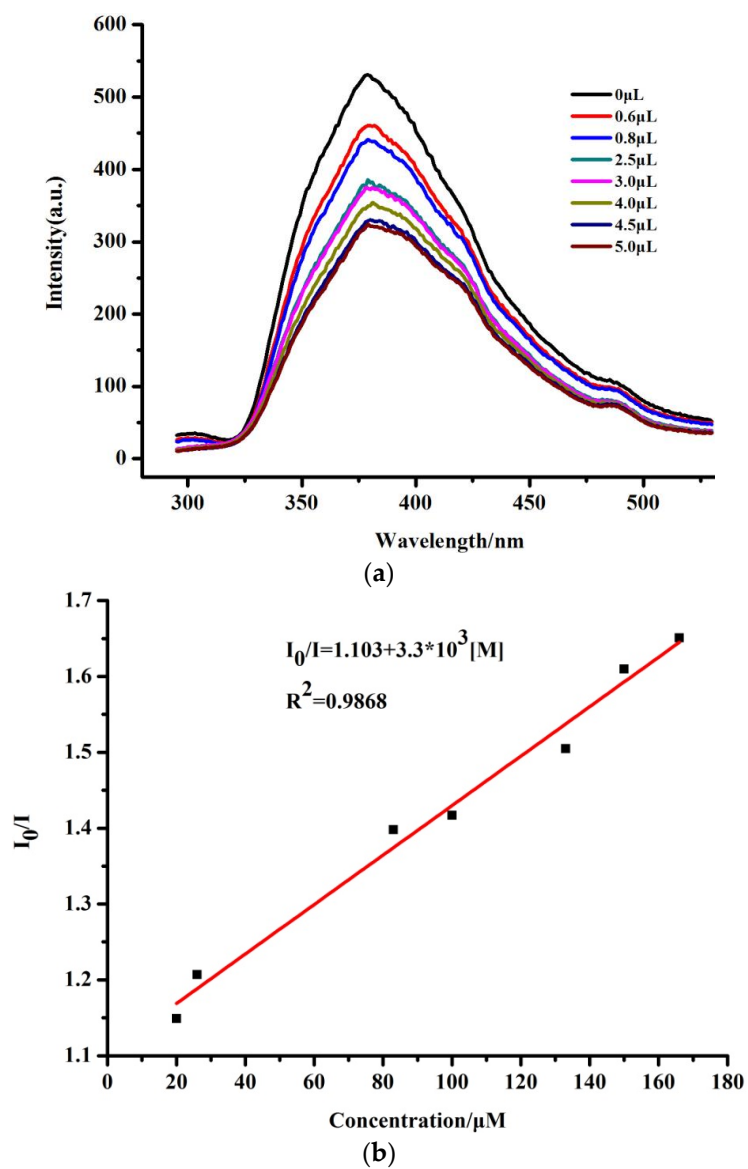 600
500
400
300
200
100
0
Intensity(a.u.)
0μL
0.6μL
0.8μL
2.5μL
3.0μL
4.0μL
4.5μL
5.0μL
300 350 400 450 500
Wavelength/nm
(a)
1.7
1.6
1.5
1.4
1.3
1.2
1.1
I0/I
I0/I=1.103+3.3*10^3[M]
R^2=0.9868
0 20 40 60 80 100 120 140 160 180
Concentration/μM
(b)